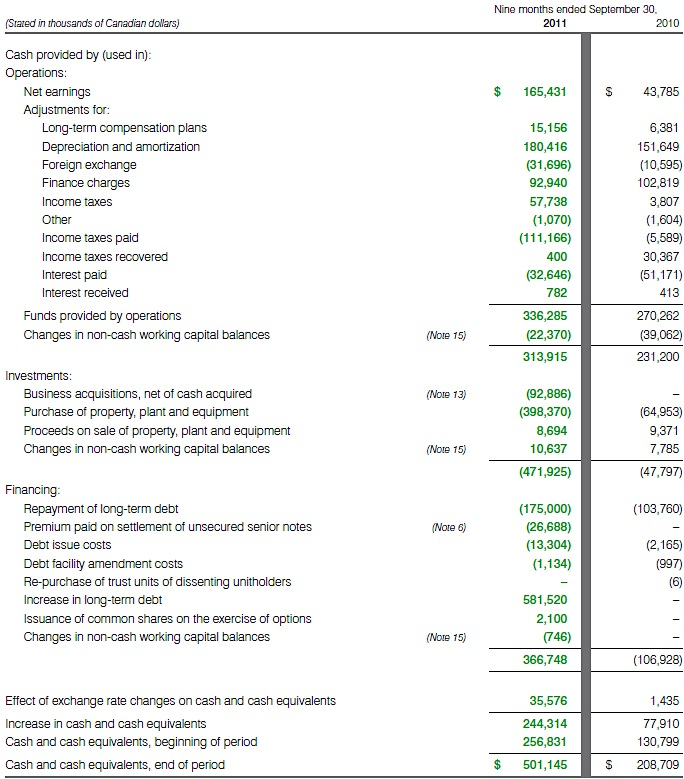 Nine months ended September 30,
(Stated in thousands of Canadian dollars) 2011 2010
Cash provided by (used in):
Operations:
Net earnings $ 165,431 $ 43,785
Adjustments for:
Long-term compensation plans 15,156 6,381
Depreciation and amortization 180,416 151,649
Foreign exchange (31,696) (10,595)
Finance charges 92,940 102,819
Income taxes 57,738 3,807
Other (1,070) (1,604)
Income taxes paid (111,166) (5,589)
Income taxes recovered 400 30,367
Interest paid (32,646) (51,171)
Interest received 782 413
Funds provided by operations 336,285 270,262
Changes in non-cash working capital balances (Note 15) (22,370) (39,062)
313,915 231,200
Investments:
Business acquisitions, net of cash acquired (Note 13) (92,886) –
Purchase of property, plant and equipment (398,370) (64,953)
Proceeds on sale of property, plant and equipment 8,694 9,371
Changes in non-cash working capital balances (Note 15) 10,637 7,785
(471,925) (47,797)
Financing:
Repayment of long-term debt (175,000) (103,760)
Premium paid on settlement of unsecured senior notes (Note 6) (26,688) –
Debt issue costs (13,304) (2,165)
Debt facility amendment costs (1,134) (997)
Re-purchase of trust units of dissenting unitholders – (6)
Increase in long-term debt 581,520 –
Issuance of common shares on the exercise of options 2,100 –
Changes in non-cash working capital balances (Note 15) (746) –
366,748 (106,928)
Effect of exchange rate changes on cash and cash equivalents 35,576 1,435
Increase in cash and cash equivalents 244,314 77,910
Cash and cash equivalents, beginning of period 256,831 130,799
Cash and cash equivalents, end of period $ 501,145 $ 208,709